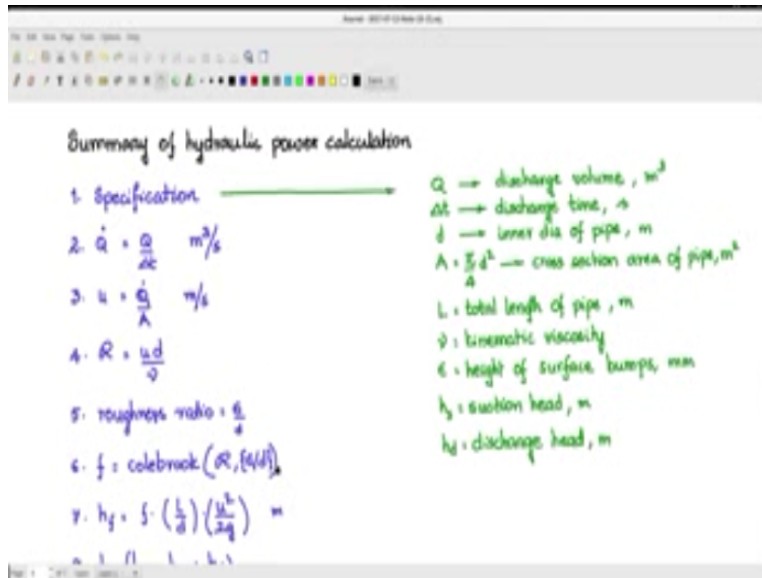 Summary of hydraulic power calculation
1. Specification
2. Q̇ = Q/Δt m³/s
3. u = Q̇/A m/s
4. R = ud/ν
5. roughness ratio = ε/d
6. f = colebrook (R, (ε/d))
7. hf = f · (L/d) · (u²/2g) m
Q → discharge volume, m³
Δt → discharge time, s
d → inner dia of pipe, m
A = π/4 d² → cross section area of pipe, m²
L = total length of pipe, m
ν = kinematic viscosity
ε = height of surface bumps, mm
hs = suction head, m
hd = discharge head, m